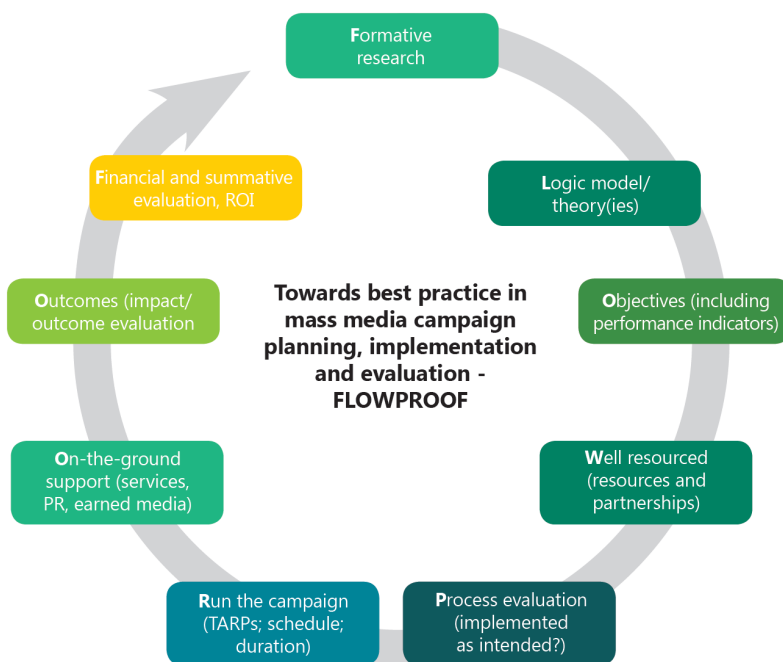 Formative
research
Logic model/
theory(ies)
Objectives (including
performance indicators)
Well resourced
(resources and
partnerships)
Process evaluation
(implemented
as intended?)
Run the campaign
(TARPs; schedule;
duration)
On-the-ground
support (services,
PR, earned media)
Outcomes (impact/
outcome evaluation
Financial and summative
evaluation, ROI
Towards best practice in
mass media campaign
planning, implementation
and evaluation -
FLOWPROOF